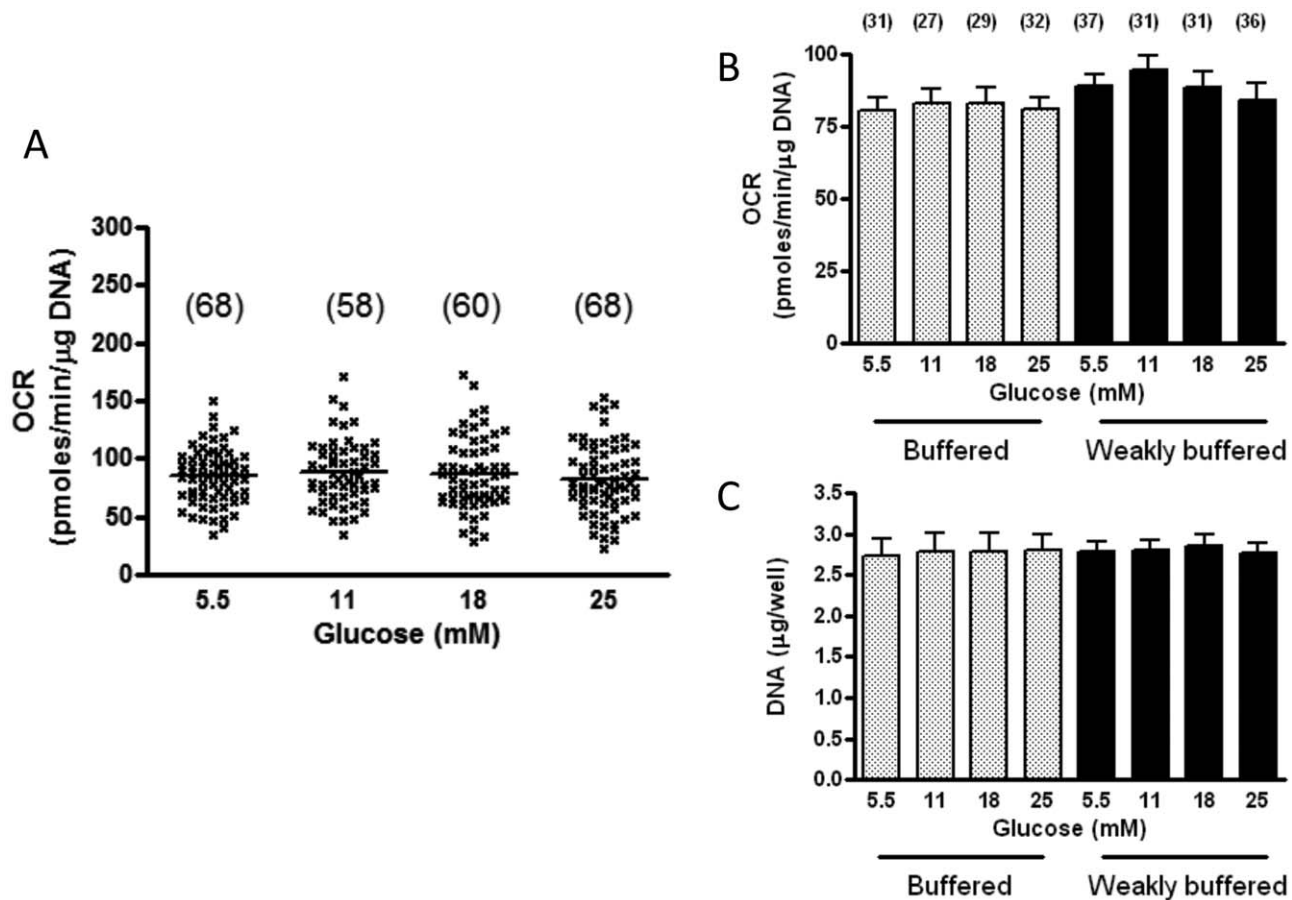 A
OCR
(pmoles/min/µg DNA)
300
250
200
150
100
50
0
(68) (58) (60) (68)
5.5 11 18 25
Glucose (mM)
B
(31) (27) (29) (32) (37) (31) (31) (36)
OCR
(pmoles/min/µg DNA)
100
75
50
25
0
5.5 11 18 25 5.5 11 18 25
Glucose (mM)
Buffered Weakly buffered
C
DNA (µg/well)
3.5
3.0
2.5
2.0
1.5
1.0
0.5
0.0
5.5 11 18 25 5.5 11 18 25
Glucose (mM)
Buffered Weakly buffered